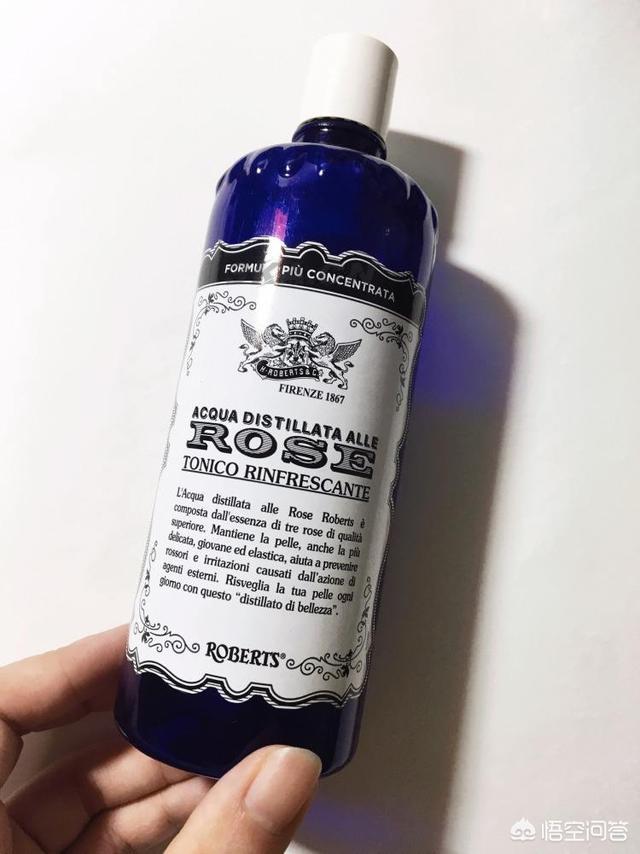 FORMULA PIÙ CONCENTRATA
H·ROBERTS&C
FIRENZE 1867
ACQUA DISTILLATA ALLE
ROSE
TONICO RINFRESCANTE
L'Acqua distillata alle Rose Roberts è
composta dall'essenza di tre rose di qualità
superiore. Mantiene la pelle, anche la più
delicata, giovane ed elastica, aiuta a prevenire
rossori e irritazioni causati dall'azione di
agenti esterni. Risveglia la tua pelle ogni
giorno con questo "distillato di bellezza".
ROBERTS®
悟空问答